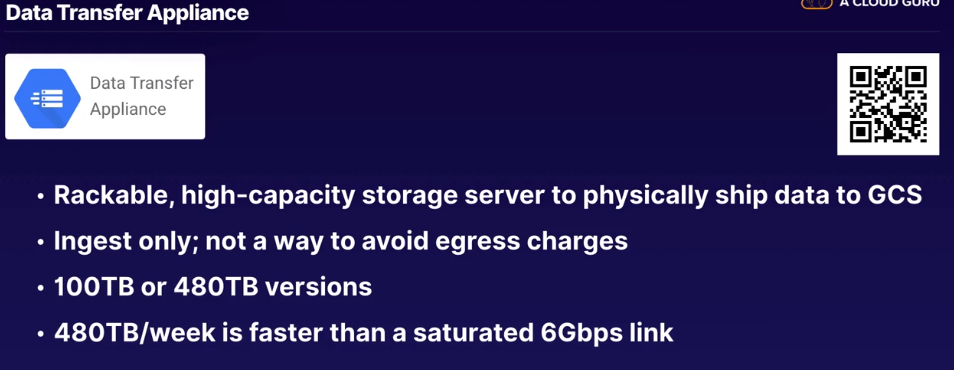 Data Transfer Appliance
A CLOUD GURU
Data Transfer
Appliance
• Rackable, high-capacity storage server to physically ship data to GCS
• Ingest only; not a way to avoid egress charges
• 100TB or 480TB versions
• 480TB/week is faster than a saturated 6Gbps link